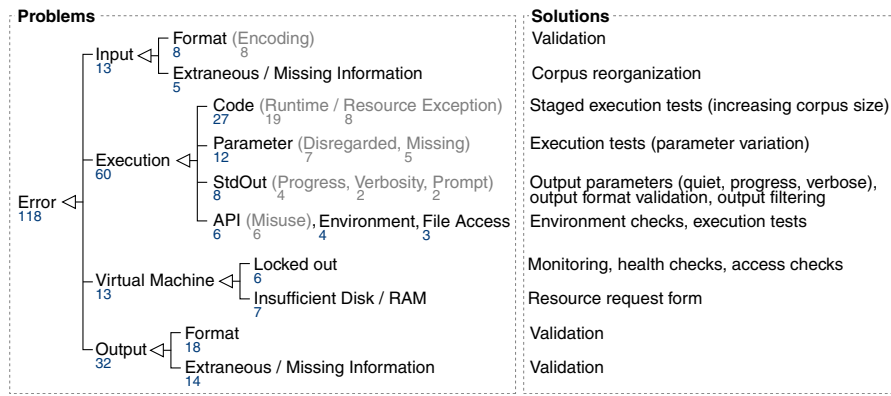 Problems Solutions
Format (Encoding) Validation
8 8
Input
13
Extraneous / Missing Information Corpus reorganization
5
Code (Runtime / Resource Exception) Staged execution tests (increasing corpus size)
27 19 8
Parameter (Disregarded, Missing) Execution tests (parameter variation)
12 7 5
Execution
60
StdOut (Progress, Verbosity, Prompt) Output parameters (quiet, progress, verbose),
8 4 2 2 output format validation, output filtering
Error
118
API (Misuse), Environment, File Access Environment checks, execution tests
6 6 4 3
Locked out Monitoring, health checks, access checks
6
Virtual Machine
13
Insufficient Disk / RAM Resource request form
7
Format Validation
18
Output
32
Extraneous / Missing Information Validation
14